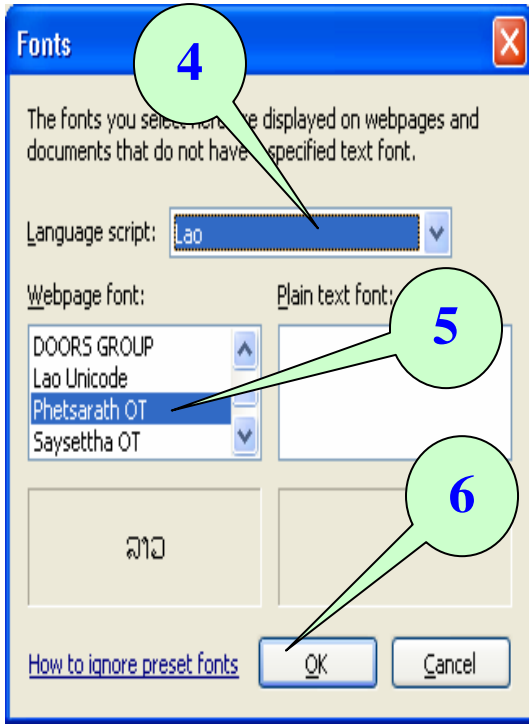 Fonts
4
The fonts you select here are displayed on webpages and
documents that do not have a specified text font.
Language script: Lao
Webpage font:
Plain text font:
DOORS GROUP
Lao Unicode
Phetsarath OT
Saysettha OT
5
ລາວ
6
How to ignore preset fonts
OK
Cancel